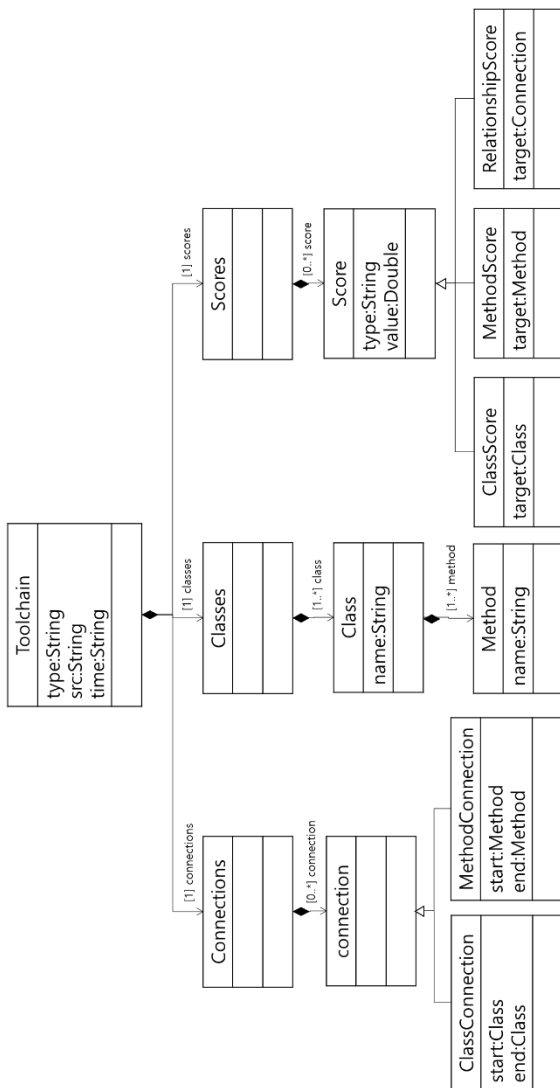 Toolchain
type:String
src:String
time:String
[1] connections
[1] classes
[1] scores
Connections
Classes
Scores
[0..*] connection
[1..*] class
[0..*] score
connection
Class
name:String
Score
type:String
value:Double
[1..*] method
ClassConnection
start:Class
end:Class
MethodConnection
start:Method
end:Method
Method
name:String
ClassScore
target:Class
MethodScore
target:Method
RelationshipScore
target:Connection